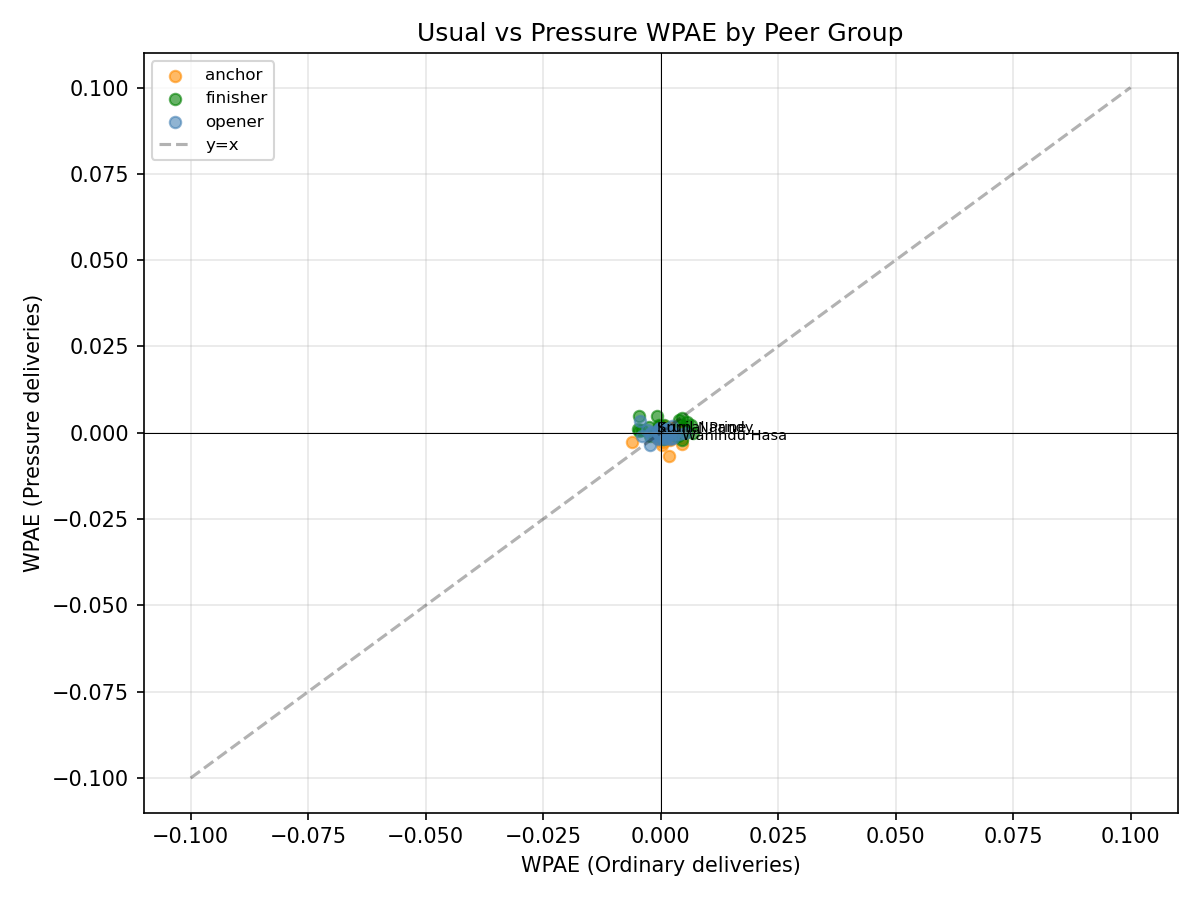 Usual vs Pressure WPAE by Peer Group
anchor
finisher
opener
y=x
0.100
0.075
0.050
0.025
0.000
−0.025
−0.050
−0.075
−0.100
WPAE (Pressure deliveries)
Wanindu Hasa
−0.100 −0.075 −0.050 −0.025 0.000 0.025 0.050 0.075 0.100
WPAE (Ordinary deliveries)